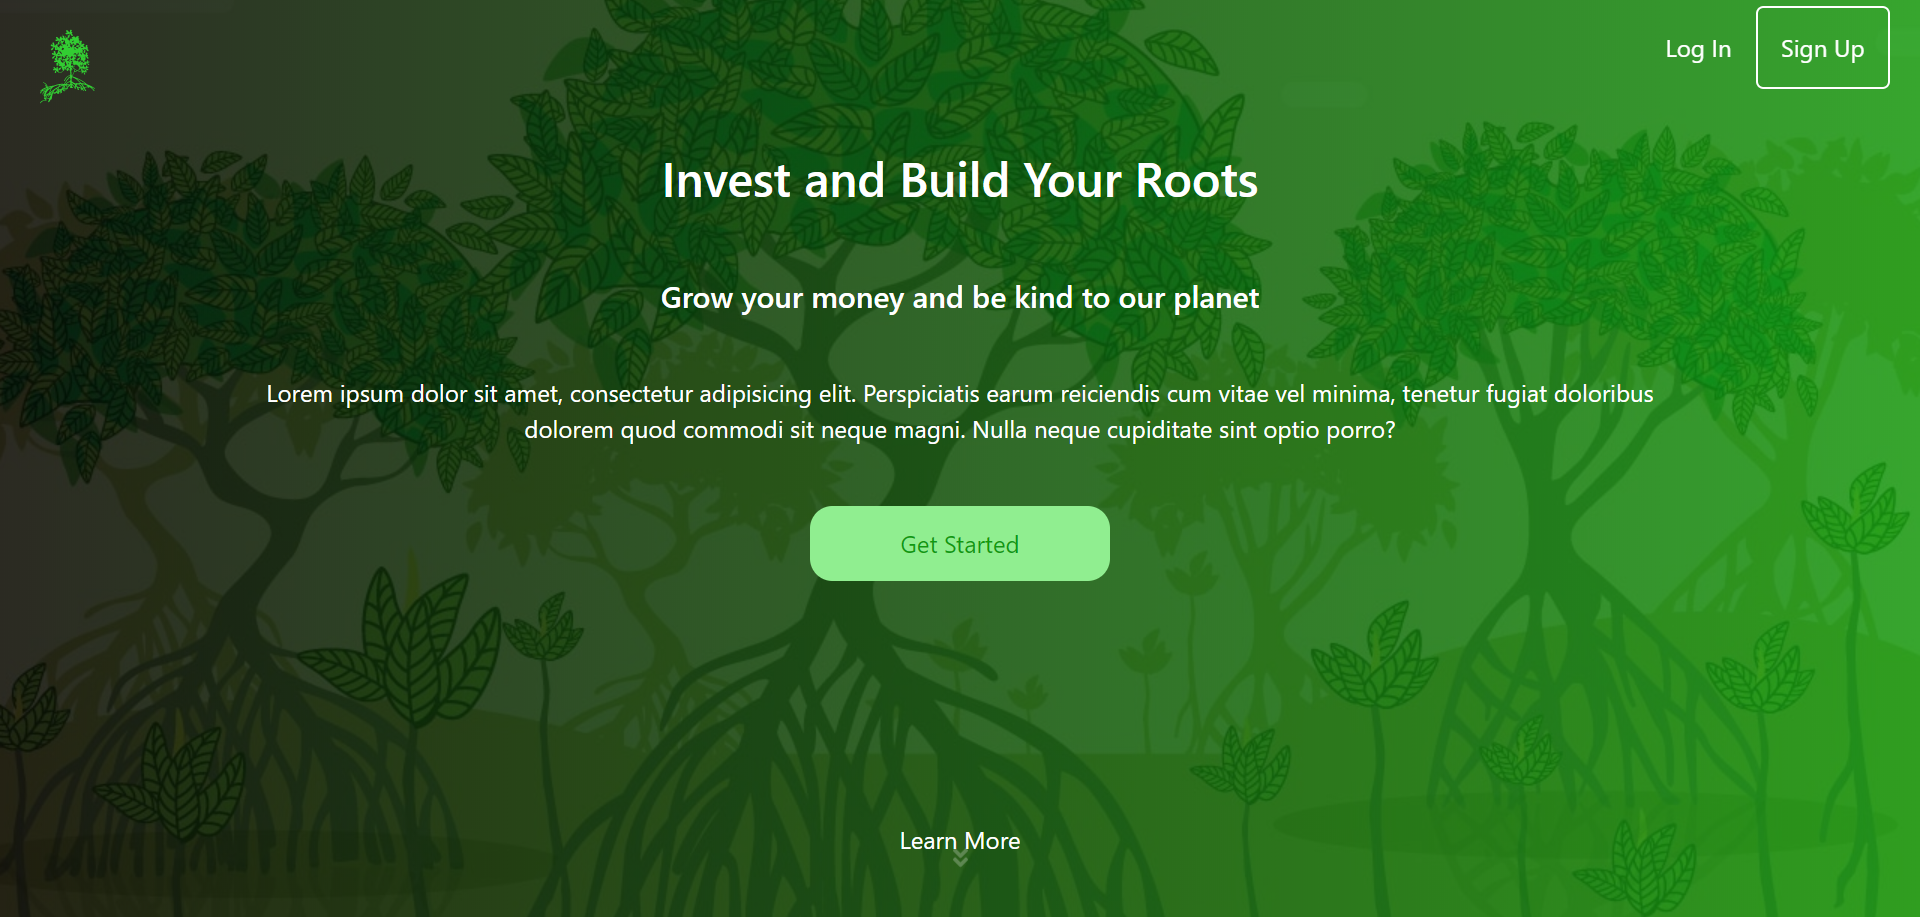 Log In
Sign Up
Invest and Build Your Roots
Grow your money and be kind to our planet
Lorem ipsum dolor sit amet, consectetur adipisicing elit. Perspiciatis earum reiciendis cum vitae vel minima, tenetur fugiat doloribus
dolorem quod commodi sit neque magni. Nulla neque cupiditate sint optio porro?
Get Started
Learn More